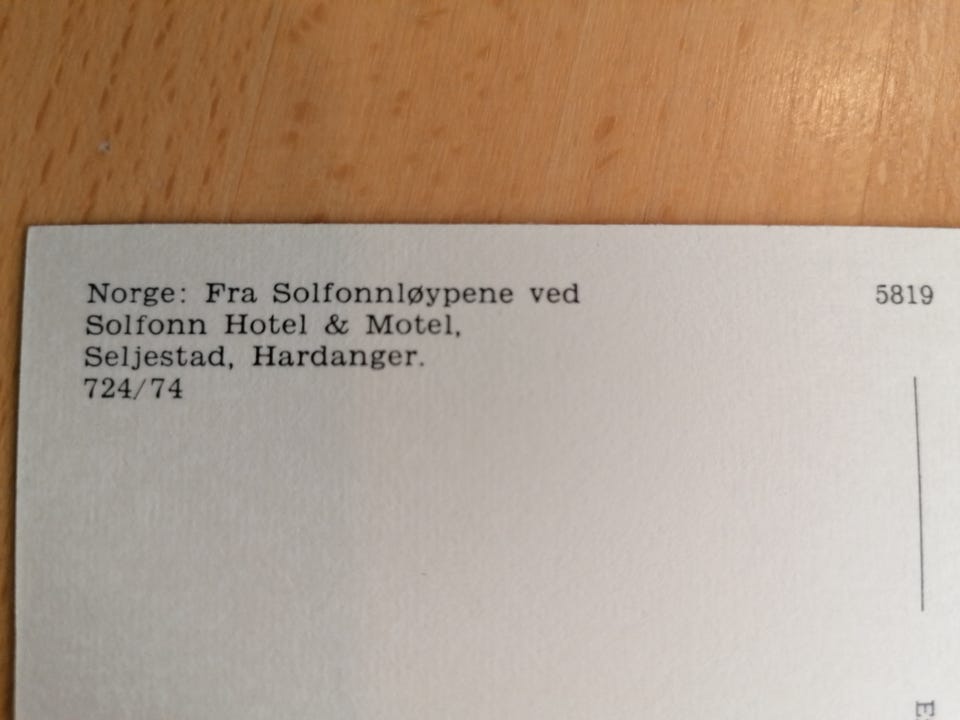 Norge: Fra Solfonnløypene ved
Solfonn Hotel & Motel,
Seljestad, Hardanger.
724/74
5819
E